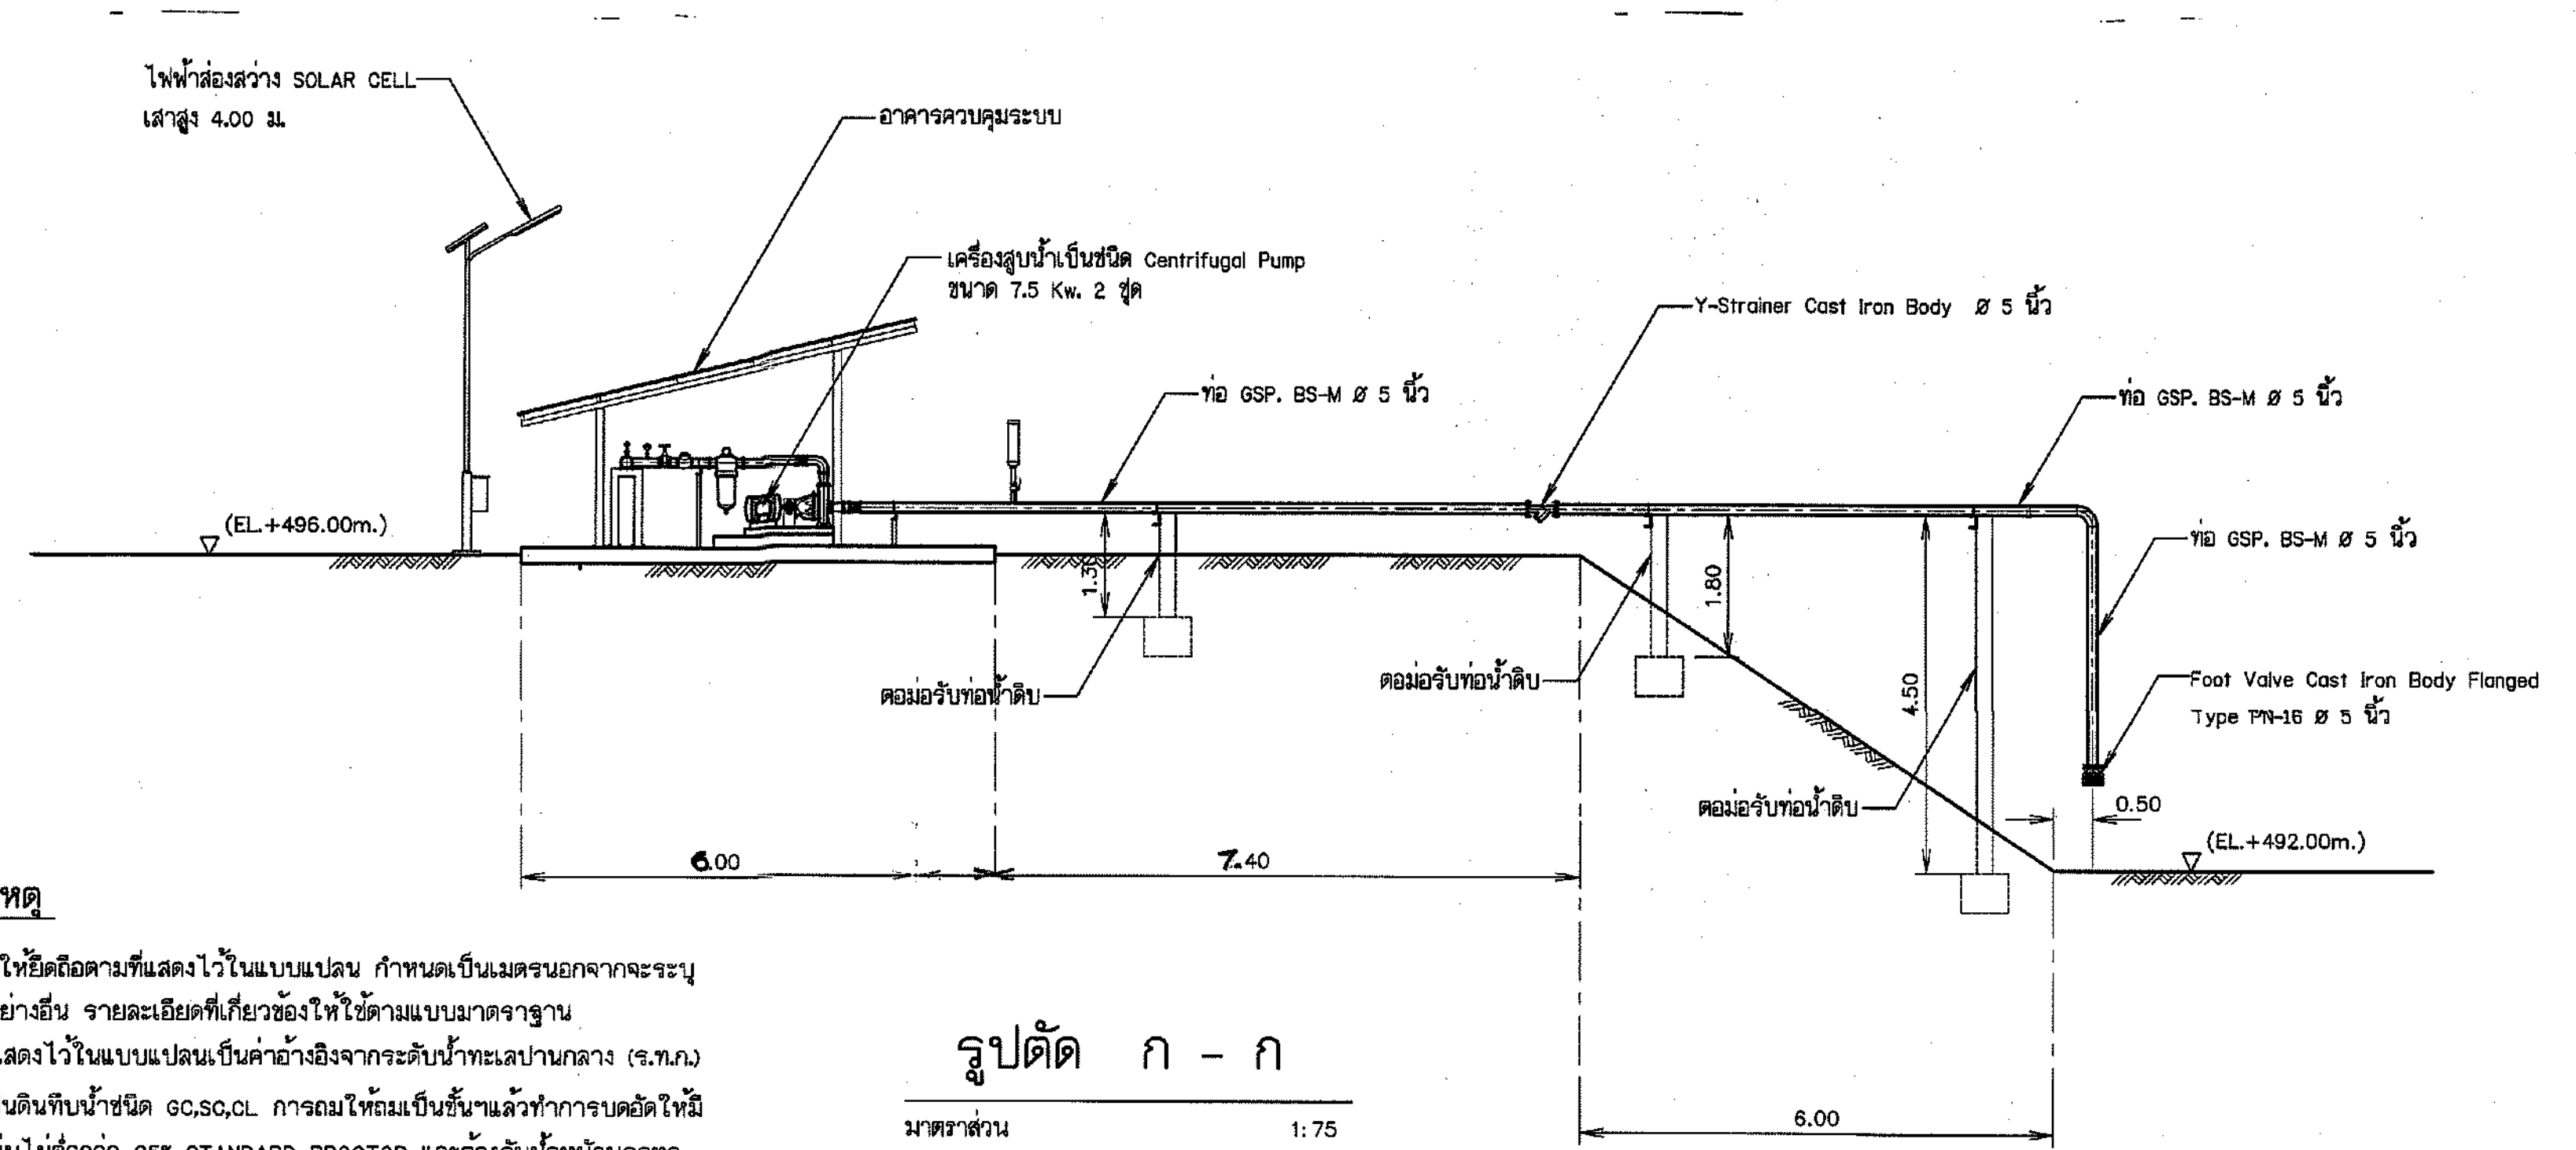 ไฟฟ้าส่องสว่าง SOLAR CELL
เสาสูง 4.00 ม.
อาคารควบคุมระบบ
เครื่องสูบน้ำเป็นชนิด Centrifugal Pump
ขนาด 7.5 Kw. 2 ชุด
Y-Strainer Cast Iron Body Ø 5 นิ้ว
ท่อ GSP. BS-M Ø 5 นิ้ว
ท่อ GSP. BS-M Ø 5 นิ้ว
(EL.+496.00m.)
ท่อ GSP. BS-M Ø 5 นิ้ว
1.80
ตอม่อรับท่อน้ำดิบ
ตอม่อรับท่อน้ำดิบ
4.50
Foot Valve Cast Iron Body Flanged
Type PN-16 Ø 5 นิ้ว
ตอม่อรับท่อน้ำดิบ
0.50
(EL.+492.00m.)
6.00
7.40
หตุ
ให้ยึดถือตามที่แสดงไว้ในแบบแปลน กำหนดเป็นเมตรนอกจากจะระบุ
ย่างอื่น รายละเอียดที่เกี่ยวข้องให้ใช้ตามแบบมาตราฐาน
แสดงไว้ในแบบแปลนเป็นค่าอ้างอิงจากระดับน้ำทะเลปานกลาง (ร.ท.ก.)
นดินทึบน้ำชนิด GC,SC,CL การถมให้ถมเป็นชั้นๆแล้วทำการบดอัดให้มี
STANDARD PROCTOR
รูปตัด ก - ก
มาตราส่วน 1:75
6.00